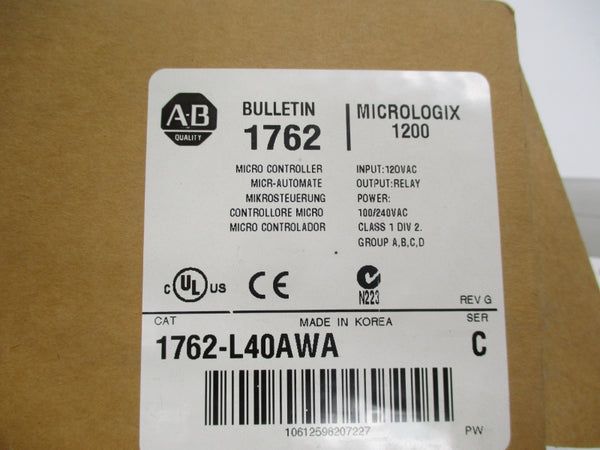 A-B
QUALITY
BULLETIN
1762
MICROLOGIX
1200
MICRO CONTROLLER
MICR-AUTOMATE
MIKROSTEUERUNG
CONTROLLORE MICRO
MICRO CONTROLADOR
INPUT:120VAC
OUTPUT:RELAY
POWER:
100/240VAC
CLASS 1 DIV 2.
GROUP A,B,C,D
C UL US
CE
N223
REV G
CAT
MADE IN KOREA
SER
1762-L40AWA
C
10612598207227
PW